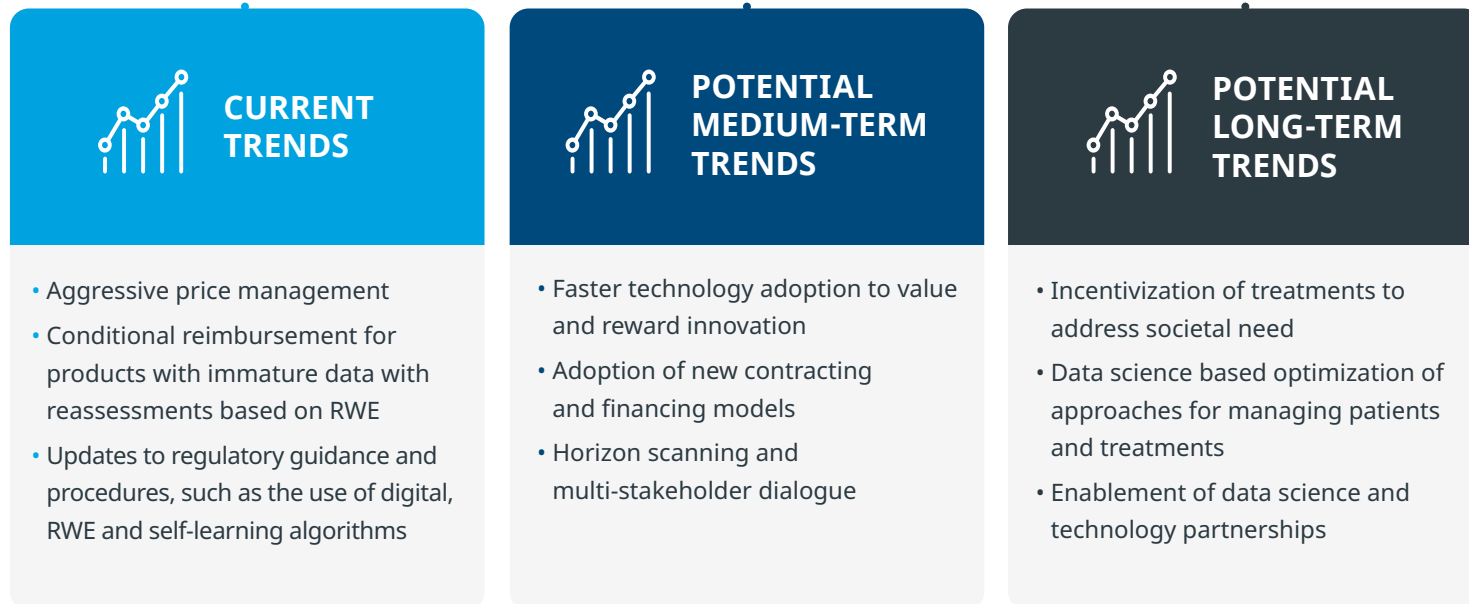 CURRENT
TRENDS
• Aggressive price management
• Conditional reimbursement for
products with immature data with
reassessments based on RWE
• Updates to regulatory guidance and
procedures, such as the use of digital,
RWE and self-learning algorithms
POTENTIAL
MEDIUM-TERM
TRENDS
• Faster technology adoption to value
and reward innovation
• Adoption of new contracting
and financing models
• Horizon scanning and
multi-stakeholder dialogue
POTENTIAL
LONG-TERM
TRENDS
• Incentivization of treatments to
address societal need
• Data science based optimization of
approaches for managing patients
and treatments
• Enablement of data science and
technology partnerships